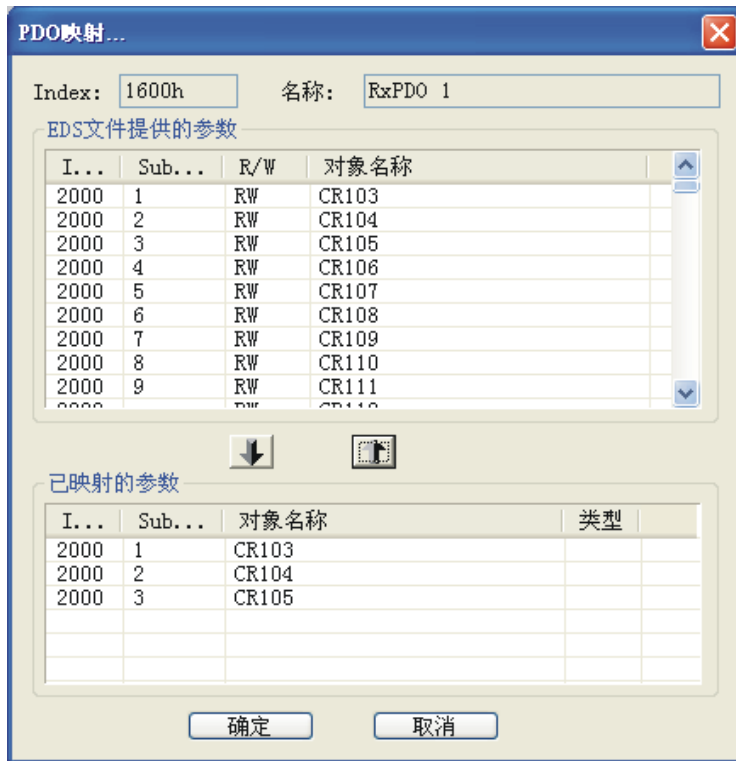 PDO映射...
Index: 1600h 名称: RxPDO 1
EDS文件提供的参数
I... Sub... R/W 对象名称
2000 1 RW CR103
2000 2 RW CR104
2000 3 RW CR105
2000 4 RW CR106
2000 5 RW CR107
2000 6 RW CR108
2000 7 RW CR109
2000 8 RW CR110
2000 9 RW CR111
已映射的参数
I... Sub... 对象名称 类型
2000 1 CR103
2000 2 CR104
2000 3 CR105
确定 取消